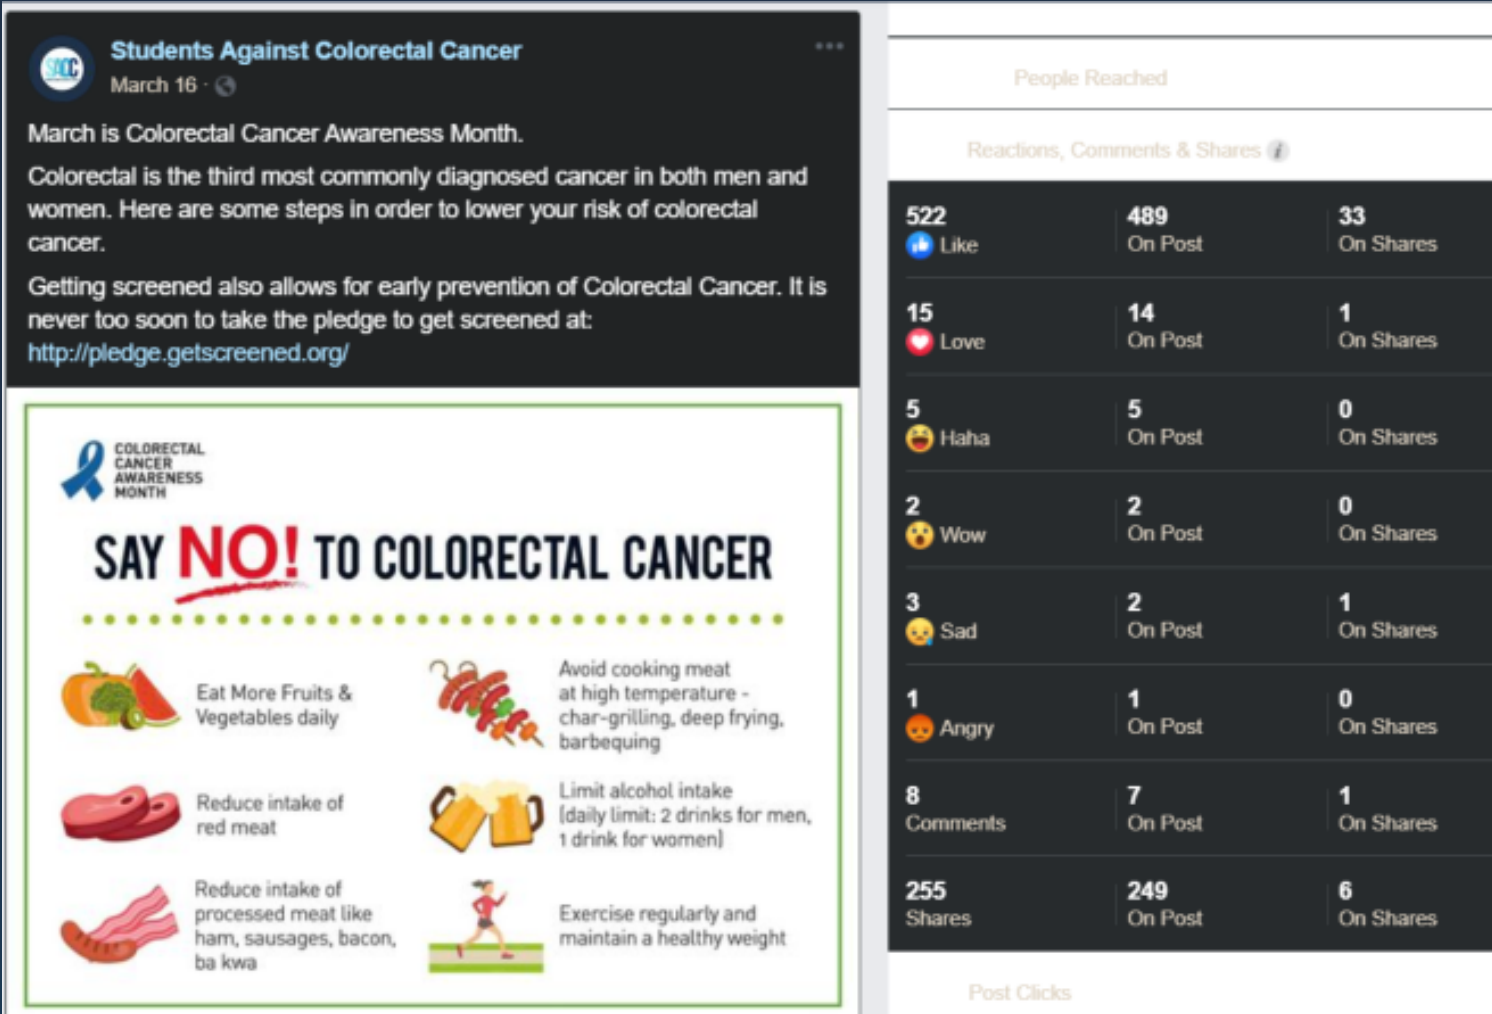 Students Against Colorectal Cancer
March 16 ·
March is Colorectal Cancer Awareness Month.
Colorectal is the third most commonly diagnosed cancer in both men and
women. Here are some steps in order to lower your risk of colorectal
cancer.
Getting screened also allows for early prevention of Colorectal Cancer. It is
never too soon to take the pledge to get screened at:
http://pledge.getscreened.org/
COLORECTAL
CANCER
AWARENESS
MONTH
SAY NO! TO COLORECTAL CANCER
Eat More Fruits &
Vegetables daily
Avoid cooking meat
at high temperature -
char-grilling, deep frying,
barbequing
Reduce intake of
red meat
Limit alcohol intake
(daily limit: 2 drinks for men,
1 drink for women)
Reduce intake of
processed meat like
ham, sausages, bacon,
ba kwa
Exercise regularly and
maintain a healthy weight
People Reached
Reactions, Comments & Shares i
522 489 33
Like On Post On Shares
15 14 1
Love On Post On Shares
5 5 0
Haha On Post On Shares
2 2 0
Wow On Post On Shares
3 2 1
Sad On Post On Shares
1 1 0
Angry On Post On Shares
8 7 1
Comments On Post On Shares
255 249 6
Shares On Post On Shares
Post Clicks